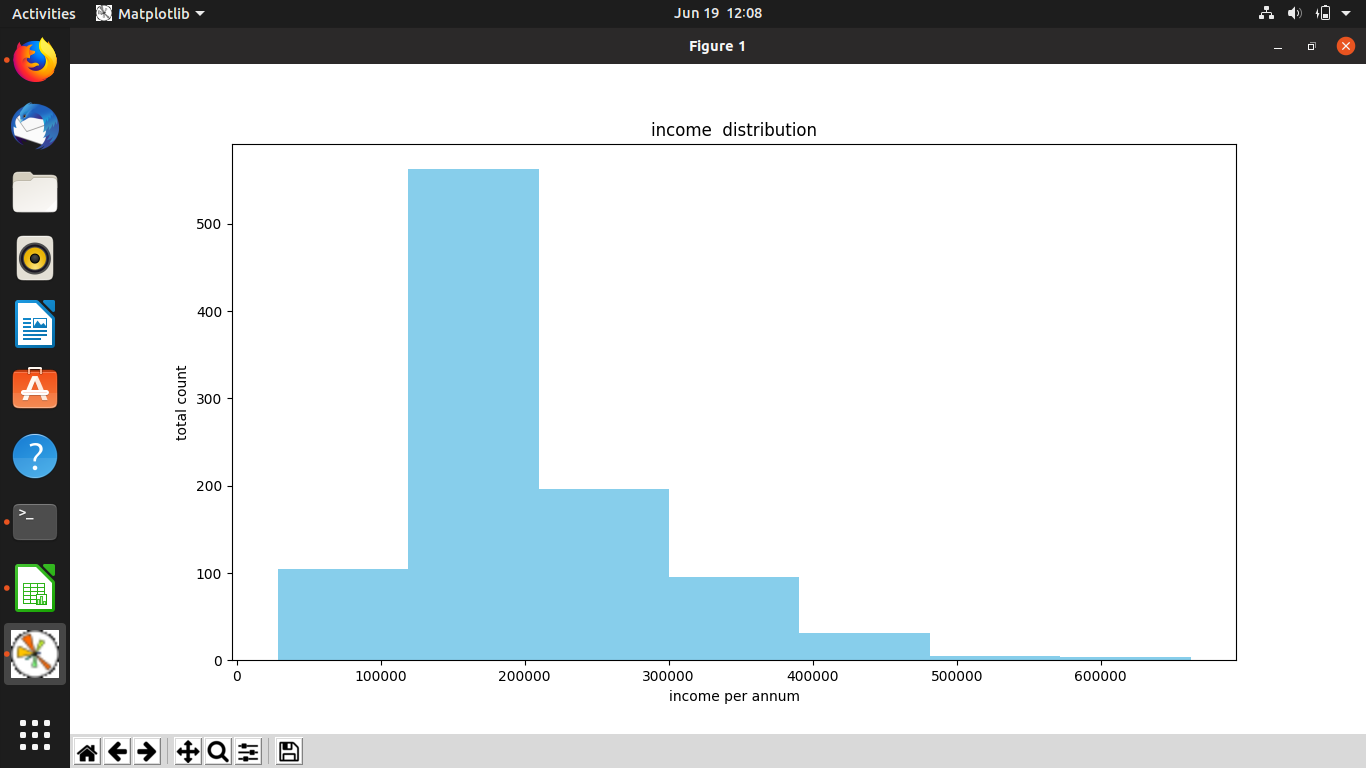 Activities Matplotlib Jun 19 12:08
Figure 1
income distribution
500
400
300
200
100
0
total count
0 100000 200000 300000 400000 500000 600000
income per annum
>_
?